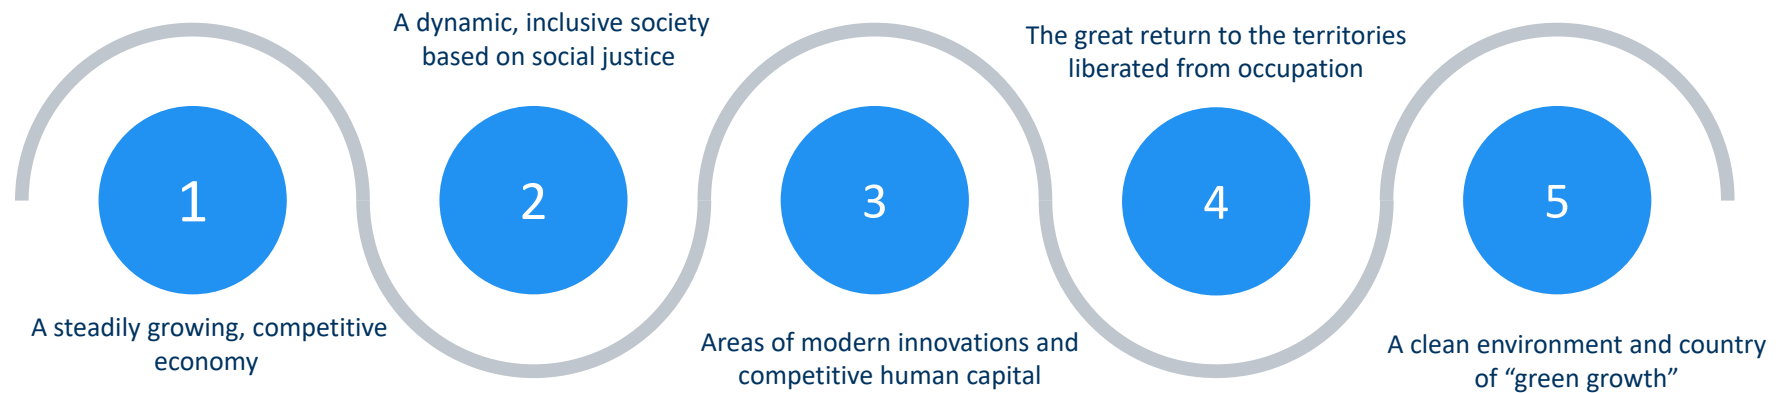 1
A steadily growing, competitive
economy
A dynamic, inclusive society
based on social justice
2
3
Areas of modern innovations and
competitive human capital
The great return to the territories
liberated from occupation
4
5
A clean environment and country
of “green growth”